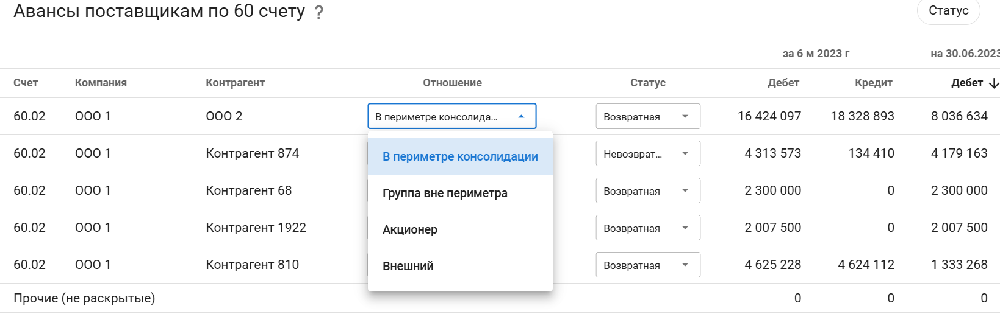 Авансы поставщикам по 60 счету ?
Статус
за 6 м 2023 г на 30.06.2023
Счет Компания Контрагент Отношение Статус Дебет Кредит Дебет
60.02 ООО 1 ООО 2 В периметре консолида... Возвратная 16 424 097 18 328 893 8 036 634
В периметре консолидации
60.02 ООО 1 Контрагент 874 Невозврат... 4 313 573 134 410 4 179 163
Группа вне периметра
60.02 ООО 1 Контрагент 68 Возвратная 2 300 000 0 2 300 000
Акционер
60.02 ООО 1 Контрагент 1922 Возвратная 2 007 500 0 2 007 500
Внешний
60.02 ООО 1 Контрагент 810 Возвратная 4 625 228 4 624 112 1 333 268
Прочие (не раскрытые) 0 0 0